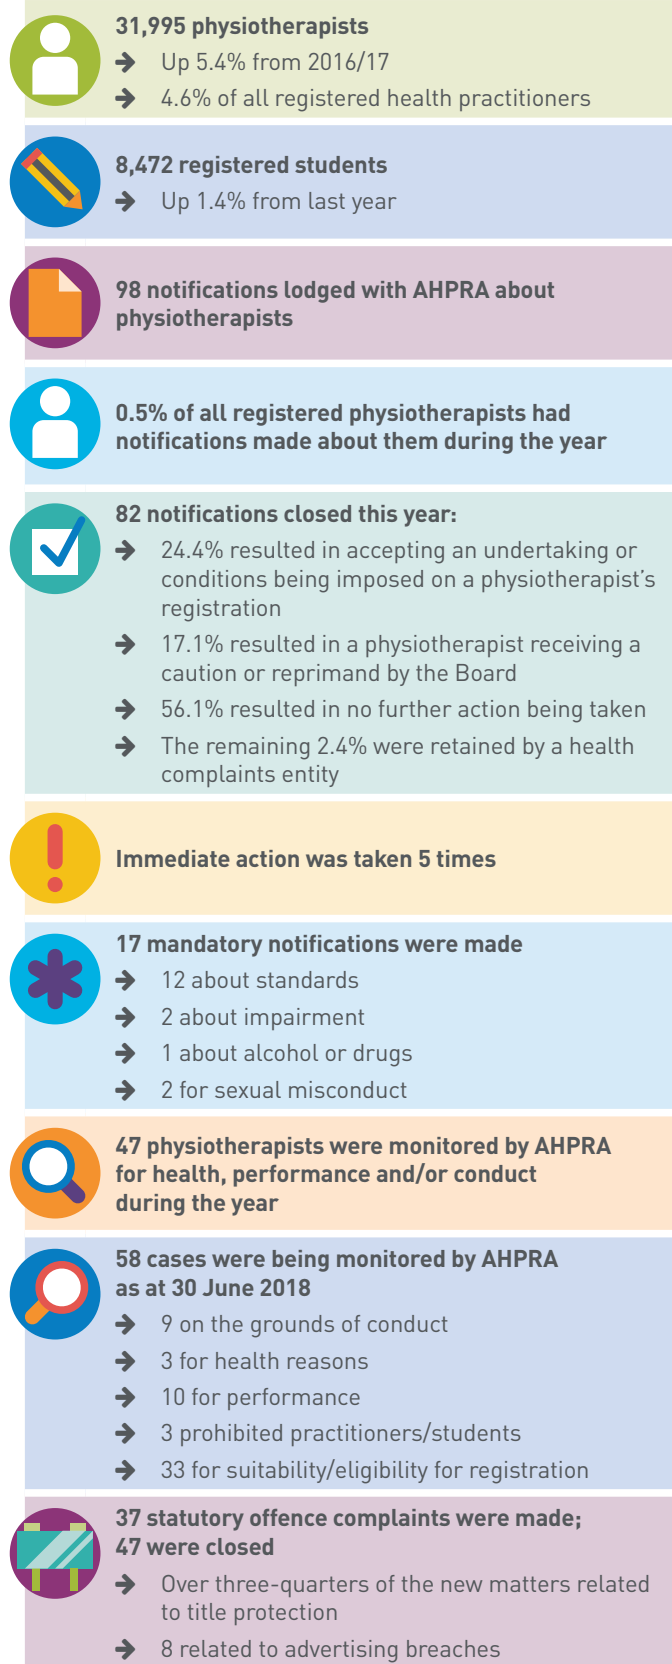 31,995 physiotherapists
→ Up 5.4% from 2016/17
→ 4.6% of all registered health practitioners
8,472 registered students
→ Up 1.4% from last year
98 notifications lodged with AHPRA about
physiotherapists
0.5% of all registered physiotherapists had
notifications made about them during the year
82 notifications closed this year:
→ 24.4% resulted in accepting an undertaking or
conditions being imposed on a physiotherapist's
registration
→ 17.1% resulted in a physiotherapist receiving a
caution or reprimand by the Board
→ 56.1% resulted in no further action being taken
→ The remaining 2.4% were retained by a health
complaints entity
Immediate action was taken 5 times
17 mandatory notifications were made
→ 12 about standards
→ 2 about impairment
→ 1 about alcohol or drugs
→ 2 for sexual misconduct
47 physiotherapists were monitored by AHPRA
for health, performance and/or conduct
during the year
58 cases were being monitored by AHPRA
as at 30 June 2018
→ 9 on the grounds of conduct
→ 3 for health reasons
→ 10 for performance
→ 3 prohibited practitioners/students
→ 33 for suitability/eligibility for registration
37 statutory offence complaints were made;
47 were closed
→ Over three-quarters of the new matters related
to title protection
→ 8 related to advertising breaches